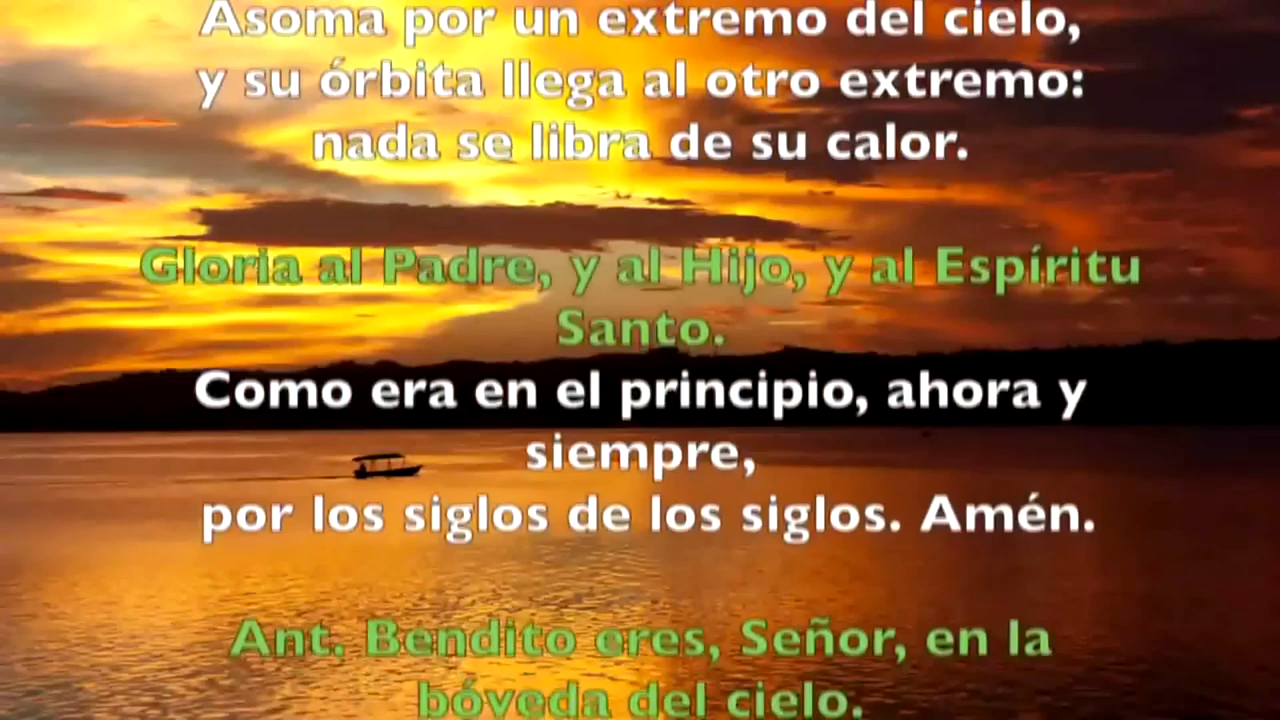 Asoma por un extremo del cielo,
y su órbita llega al otro extremo:
nada se libra de su calor.
Gloria al Padre, y al Hijo, y al Espíritu
Santo.
Como era en el principio, ahora y
siempre,
por los siglos de los siglos. Amén.
Ant. Bendito eres, Señor, en la
bóveda del cielo.